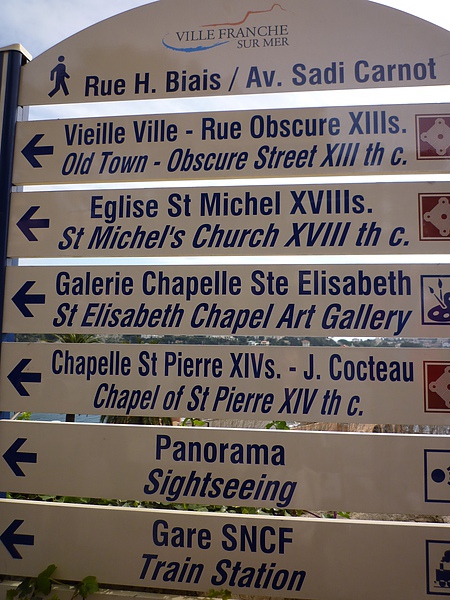 VILLE FRANCHE
SUR MER
Rue H. Biais / Av. Sadi Carnot
Vieille Ville - Rue Obscure XIIIs.
Old Town - Obscure Street XIII th c.
Eglise St Michel XVIIIs.
St Michel's Church XVIII th c.
Galerie Chapelle Ste Elisabeth
St Elisabeth Chapel Art Gallery
Chapelle St Pierre XIVs. - J. Cocteau
Chapel of St Pierre XIV th c.
Panorama
Sightseeing
Gare SNCF
Train Station